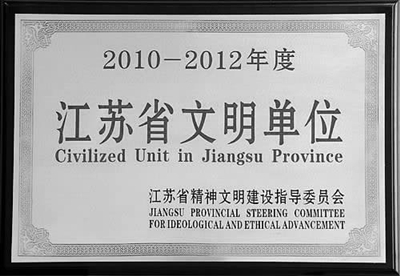 2010-2012年度
江苏省文明单位
Civilized Unit in Jiangsu Province
江苏省精神文明建设指导委员会
JIANGSU PROVINCIAL STEERING COMMITTEE
FOR IDEOLOGICAL AND ETHICAL ADVANCEMENT